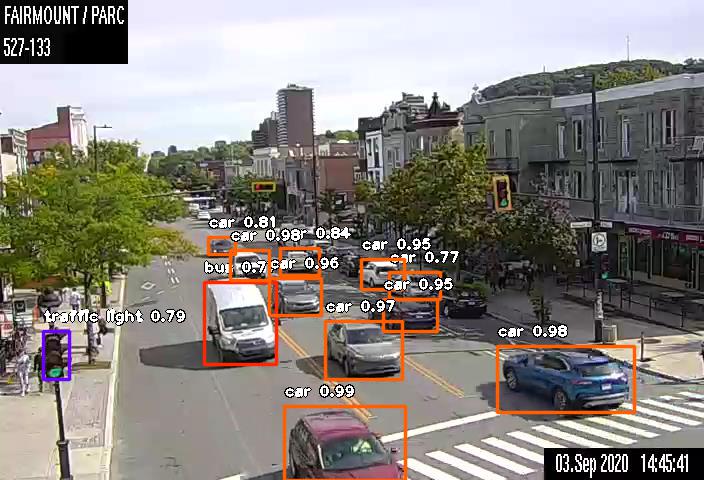 FAIRMOUNT / PARC
527-133
car 0.81
car 0.98
0.84
car 0.95
car 0.77
bus 0.7
car 0.96
car 0.95
car 0.97
traffic light 0.79
car 0.98
car 0.99
03.Sep 2020 14:45:41